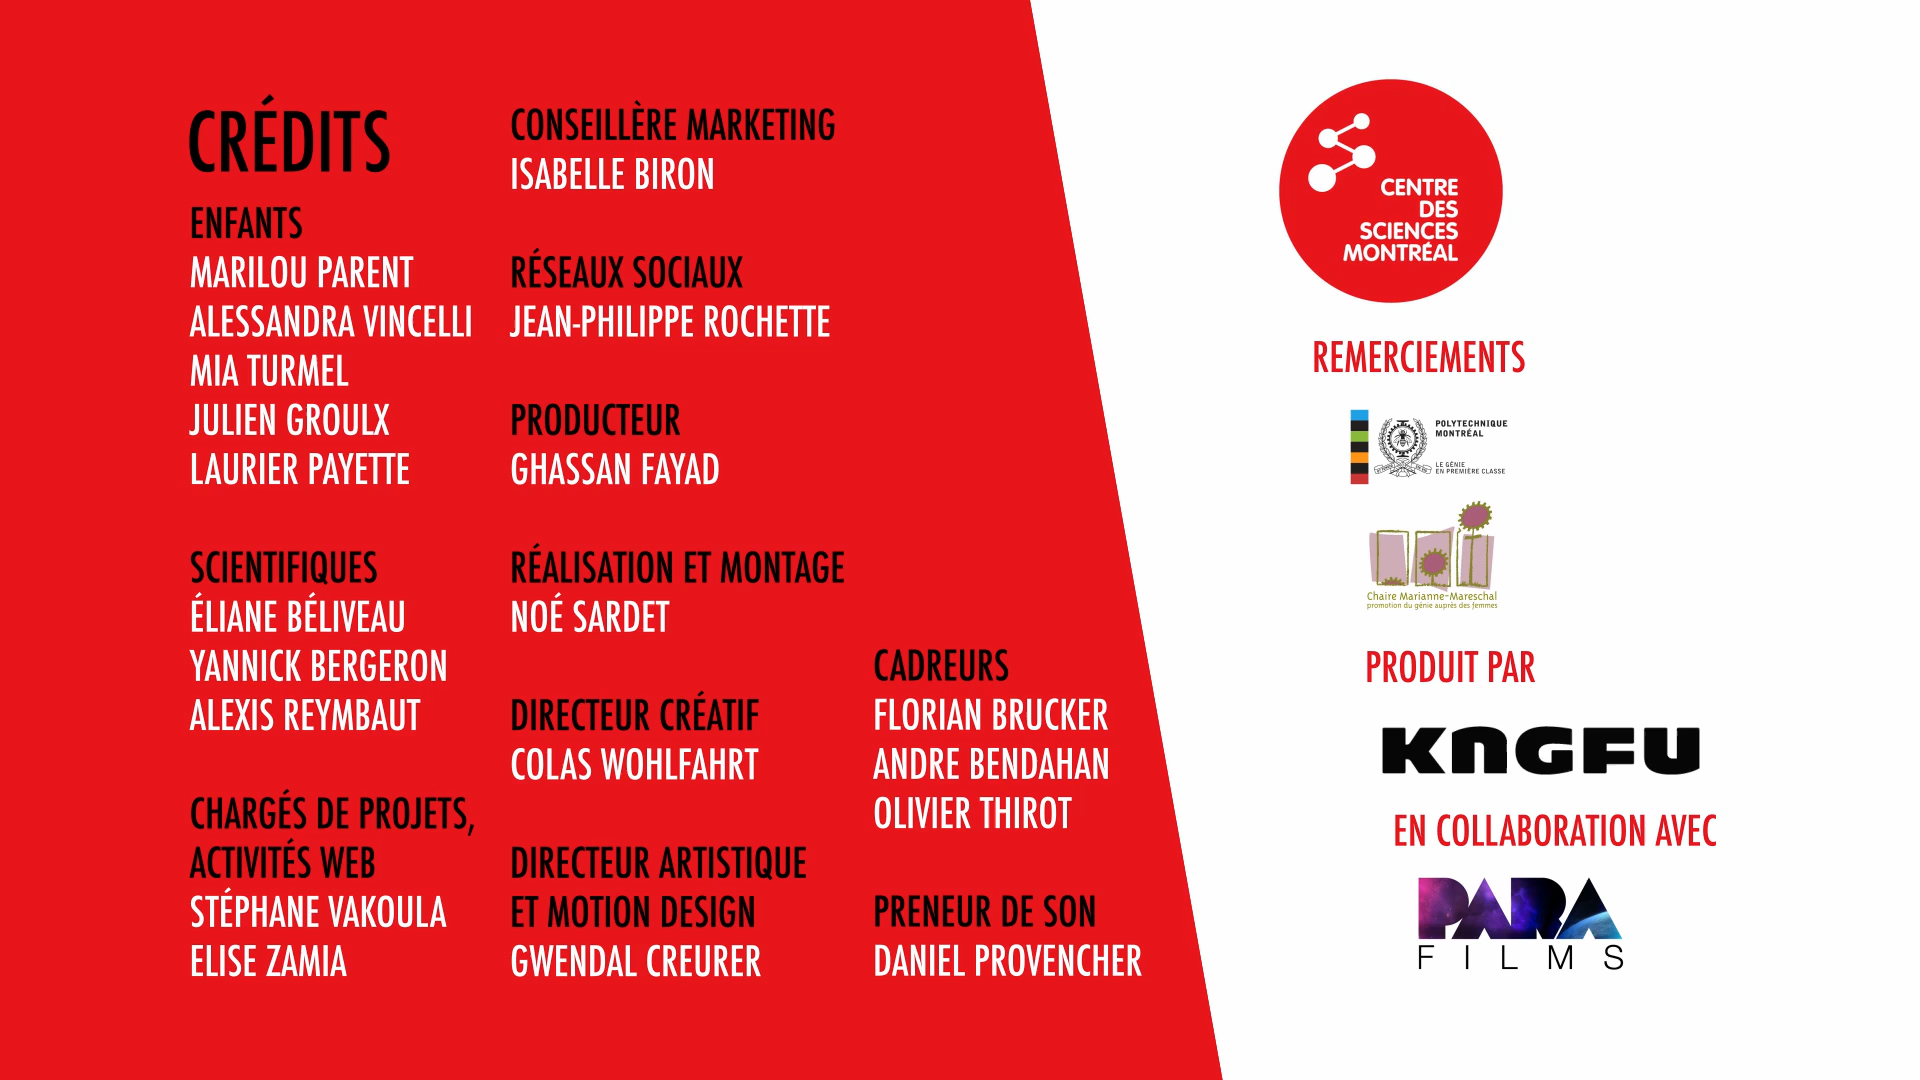 CRÉDITS
ENFANTS
MARILOU PARENT
ALESSANDRA VINCELLI
MIA TURMEL
JULIEN GROULX
LAURIER PAYETTE
SCIENTIFIQUES
ÉLIANE BÉLIVEAU
YANNICK BERGERON
ALEXIS REYMBAUT
CHARGÉS DE PROJETS,
ACTIVITÉS WEB
STÉPHANE VAKOULA
ELISE ZAMIA
CONSEILLÈRE MARKETING
ISABELLE BIRON
RÉSEAUX SOCIAUX
JEAN-PHILIPPE ROCHETTE
PRODUCTEUR
GHASSAN FAYAD
RÉALISATION ET MONTAGE
NOÉ SARDET
DIRECTEUR CRÉATIF
COLAS WOHLFAHRT
DIRECTEUR ARTISTIQUE
ET MOTION DESIGN
GWENDAL CREURER
CADREURS
FLORIAN BRUCKER
ANDRE BENDAHAN
OLIVIER THIROT
PRENEUR DE SON
DANIEL PROVENCHER
CENTRE
DES
SCIENCES
MONTRÉAL
REMERCIEMENTS
POLYTECHNIQUE
MONTRÉAL
LE GÉNIE
EN PREMIÈRE CLASSE
Chaire Marianne-Mareschal
promotion du génie auprès des femmes
PRODUIT PAR
KNGFU
EN COLLABORATION AVEC
PARA
FILMS